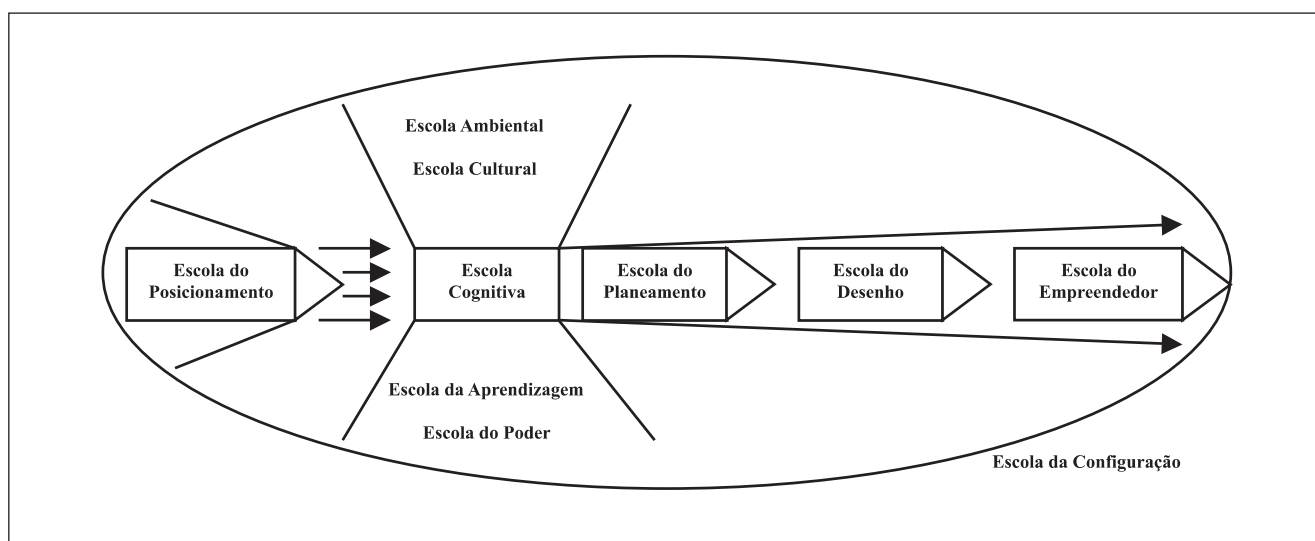 Escola Ambiental
Escola Cultural
Escola do
Posicionamento
Escola
Cognitiva
Escola do
Planeamento
Escola do
Desenho
Escola do
Empreendedor
Escola da Aprendizagem
Escola do Poder
Escola da Configuração